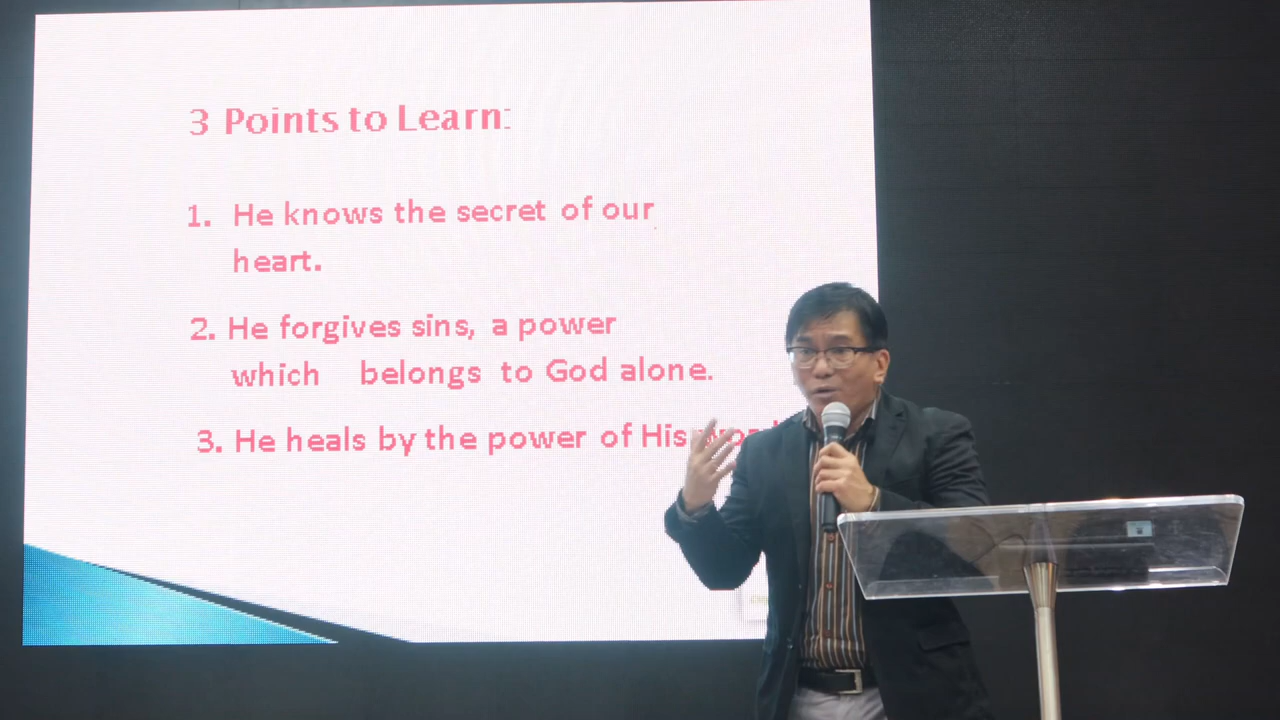 3 Points to Learn:
1. He knows the secret of our
heart.
2. He forgives sins, a power
which belongs to God alone.
3. He heals by the power of His